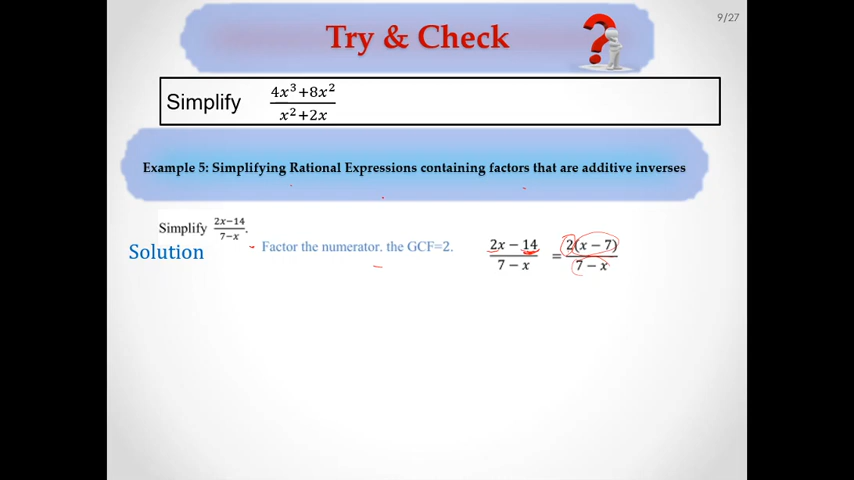 9/27
Try & Check
Simplify (4x³+8x²)/(x²+2x)
Example 5: Simplifying Rational Expressions containing factors that are additive inverses
Simplify (2x−14)/(7−x).
Solution
Factor the numerator. the GCF=2.
(2x − 14)/(7 − x) = 2(x − 7)/(7 − x)